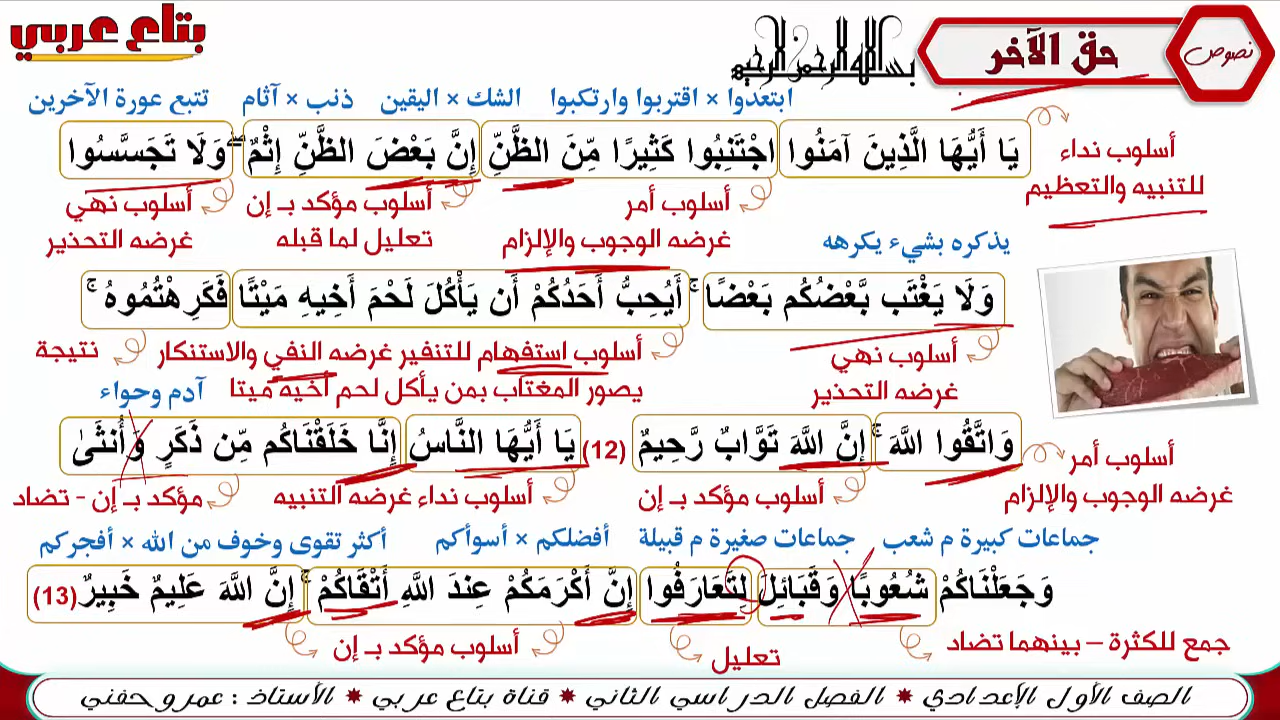 بتاع عربي
بسم الله الرحمن الرحيم
حق الآخر
نصوص
ابتعدوا × اقتربوا وارتكبوا الشك × اليقين ذنب × آثام تتبع عورة الآخرين
يَا أَيُّهَا الَّذِينَ آمَنُوا اجْتَنِبُوا كَثِيرًا مِّنَ الظَّنِّ إِنَّ بَعْضَ الظَّنِّ إِثْمٌ ۖ وَلَا تَجَسَّسُوا
أسلوب نداء
للتنبيه والتعظيم
أسلوب أمر أسلوب مؤكد بـ إن أسلوب نهي
غرضه الوجوب والإلزام تعليل لما قبله غرضه التحذير
يذكره بشيء يكرهه
وَلَا يَغْتَب بَّعْضُكُم بَعْضًا ۚ أَيُحِبُّ أَحَدُكُمْ أَن يَأْكُلَ لَحْمَ أَخِيهِ مَيْتًا فَكَرِهْتُمُوهُ ۚ
أسلوب نهي أسلوب استفهام للتنفير غرضه النفي والاستنكار نتيجة
غرضه التحذير يصور المغتاب بمن يأكل لحم أخيه ميتا
آدم وحواء
وَاتَّقُوا اللَّهَ ۚ إِنَّ اللَّهَ تَوَّابٌ رَّحِيمٌ (12) يَا أَيُّهَا النَّاسُ إِنَّا خَلَقْنَاكُم مِّن ذَكَرٍ وَأُنثَىٰ
أسلوب أمر
غرضه الوجوب والإلزام أسلوب مؤكد بـ إن أسلوب نداء غرضه التنبيه مؤكد بـ إن - تضاد
جماعات كبيرة م شعب جماعات صغيرة م قبيلة أفضلكم × أسوأكم أكثر تقوى وخوف من الله × أفجركم
وَجَعَلْنَاكُمْ شُعُوبًا وَقَبَائِلَ لِتَعَارَفُوا إِنَّ أَكْرَمَكُمْ عِندَ اللَّهِ أَتْقَاكُمْ ۚ إِنَّ اللَّهَ عَلِيمٌ خَبِيرٌ (13)
جمع للكثرة – بينهما تضاد تعليل أسلوب مؤكد بـ إن
الصف الأول الإعدادي ✶ الفصل الدراسي الثاني ✶ قناة بتاع عربي ✶ الأستاذ : عمرو حفني